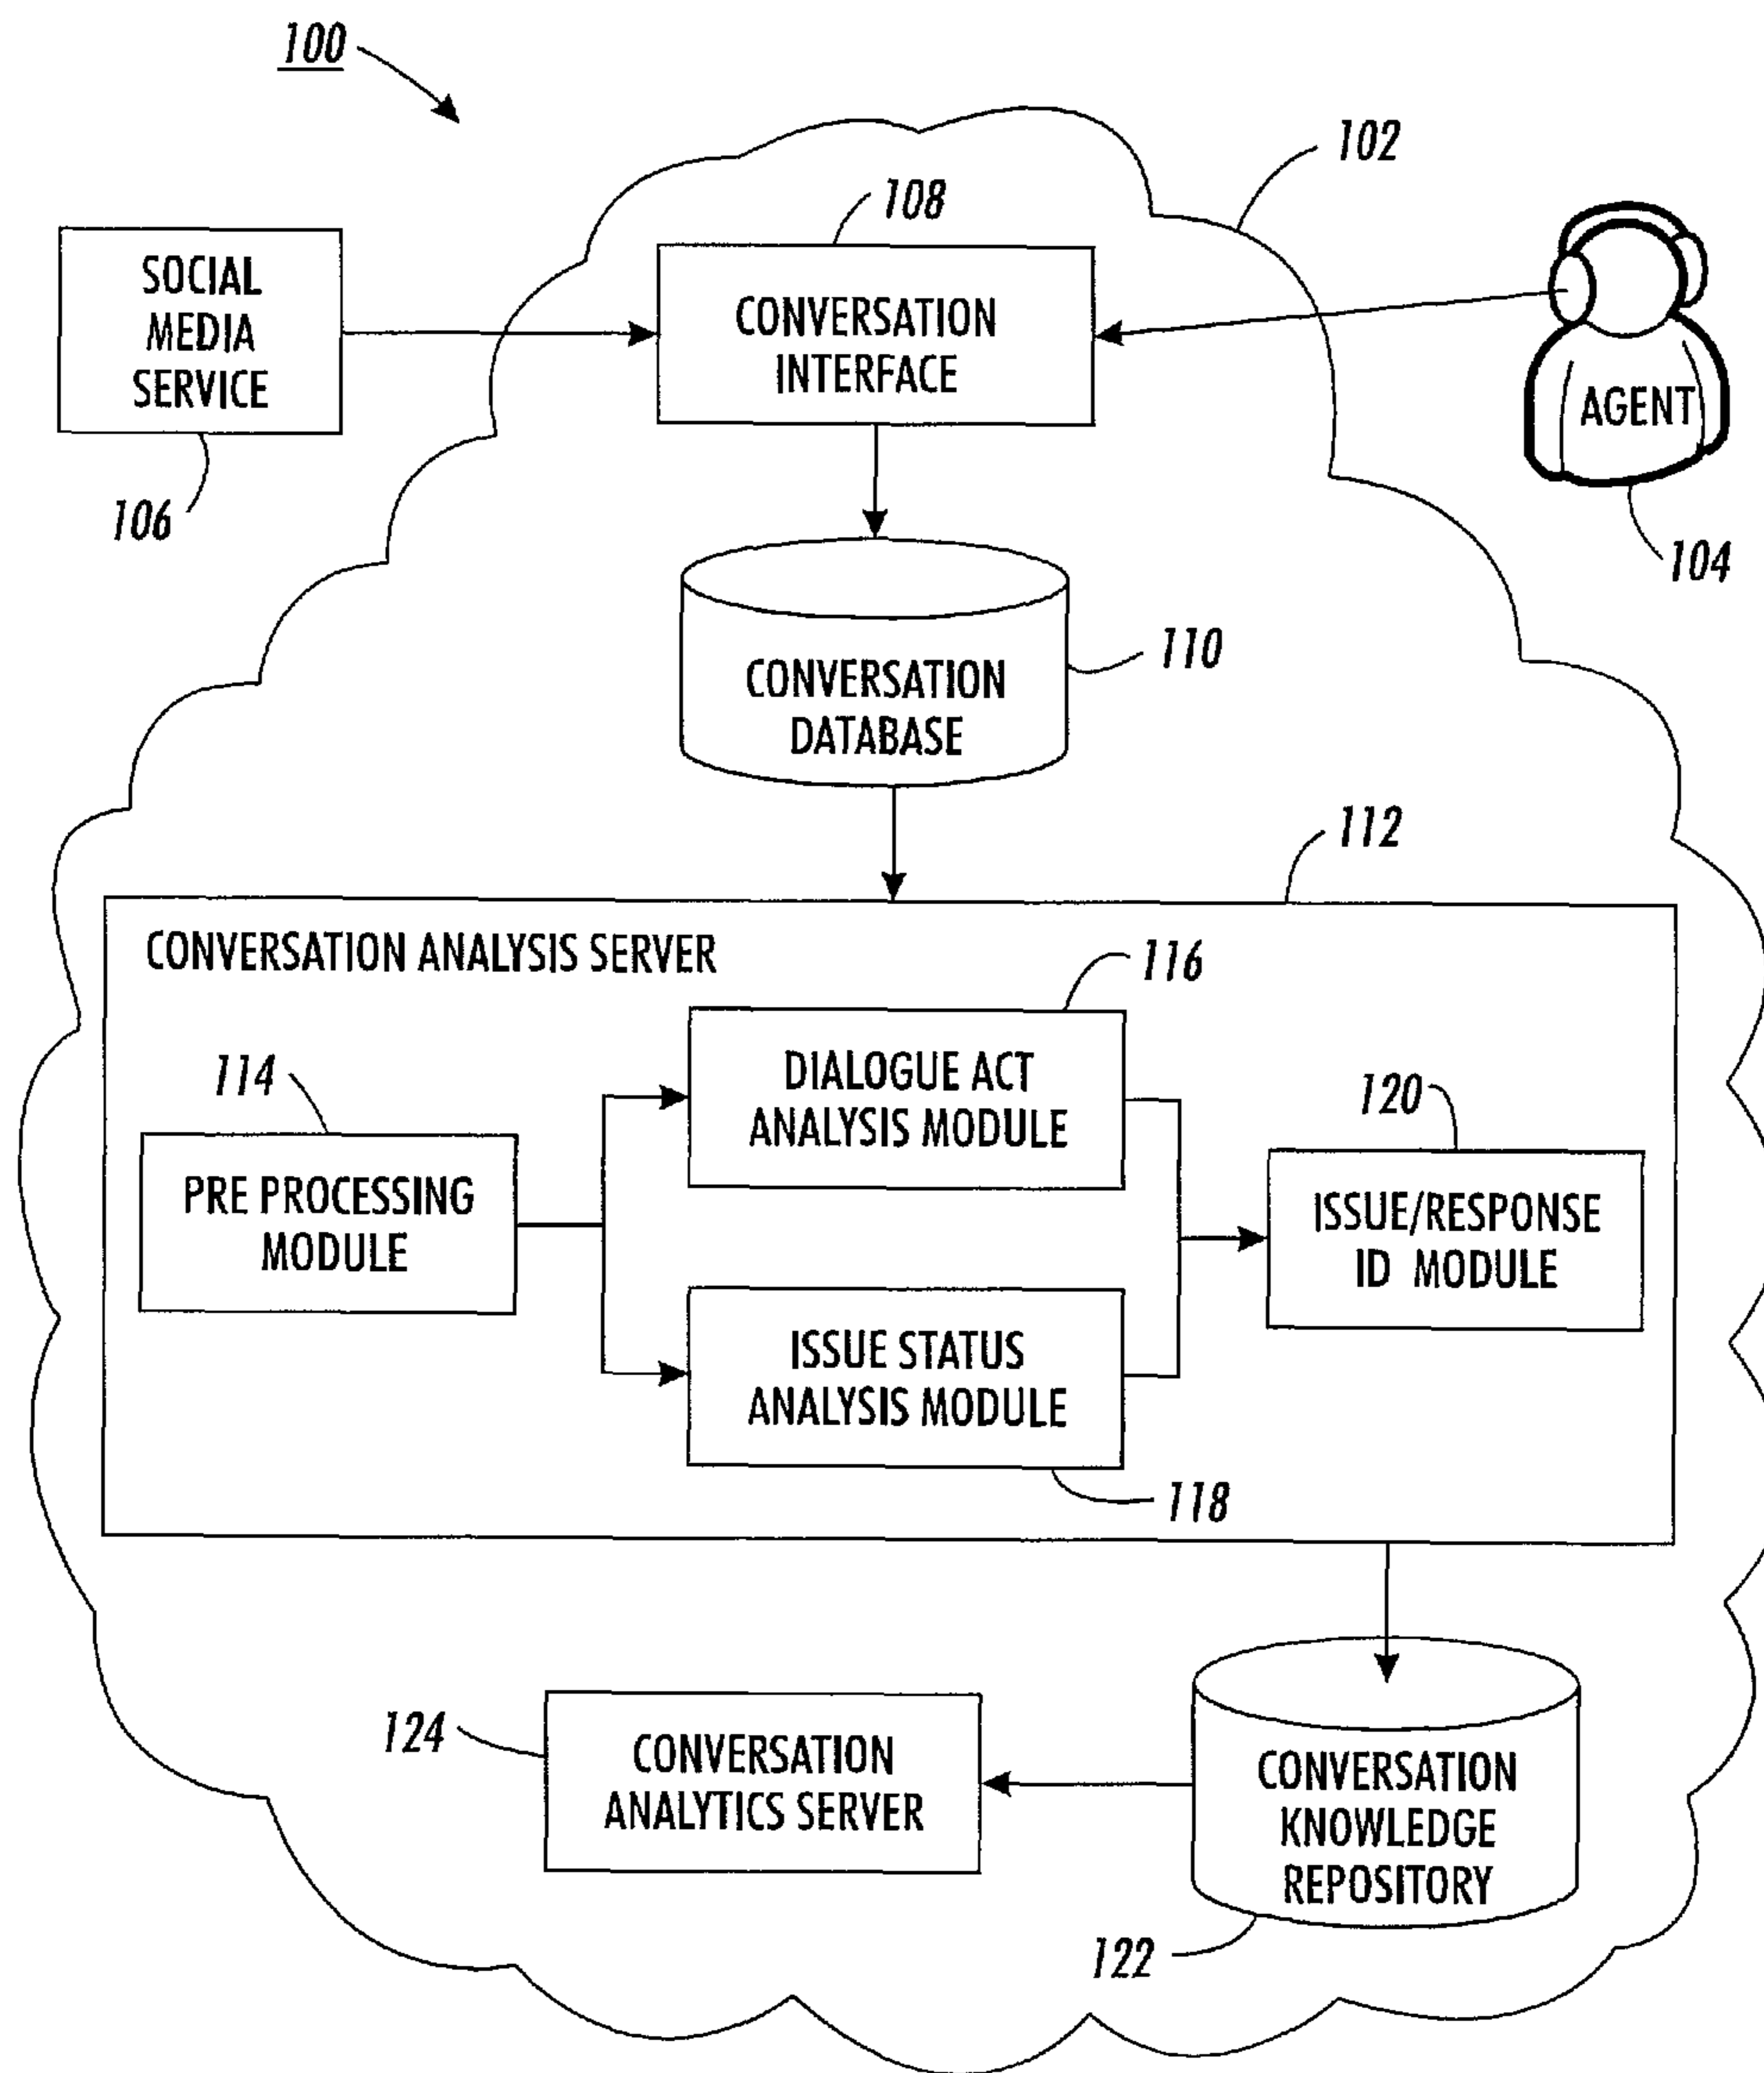 100
102
108
SOCIAL
MEDIA
SERVICE
CONVERSATION
INTERFACE
AGENT
106
104
110
CONVERSATION
DATABASE
112
CONVERSATION ANALYSIS SERVER
116
114
DIALOGUE ACT
ANALYSIS MODULE
120
PRE PROCESSING
MODULE
ISSUE/RESPONSE
ID MODULE
ISSUE STATUS
ANALYSIS MODULE
118
124
CONVERSATION
ANALYTICS SERVER
CONVERSATION
KNOWLEDGE
REPOSITORY
122